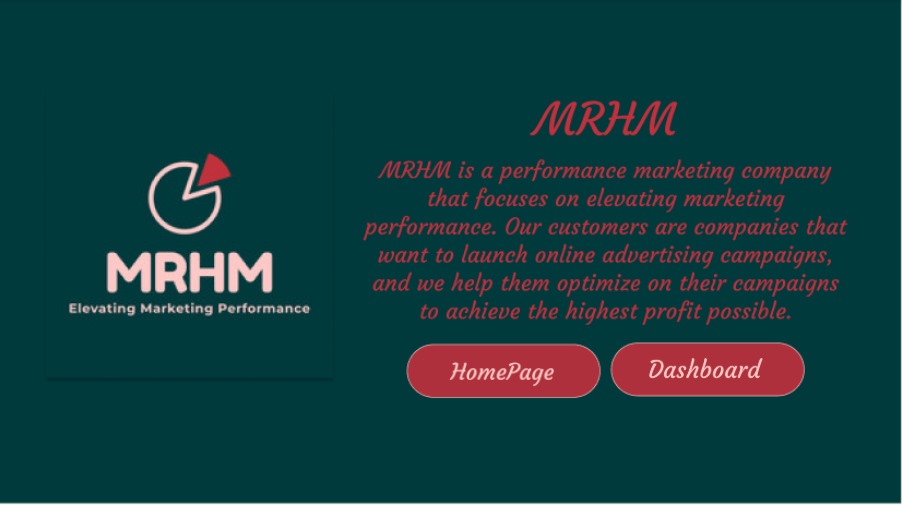 MRHM
Elevating Marketing Performance
MRHM
MRHM is a performance marketing company
that focuses on elevating marketing
performance. Our customers are companies that
want to launch online advertising campaigns,
and we help them optimize on their campaigns
to achieve the highest profit possible.
HomePage
Dashboard